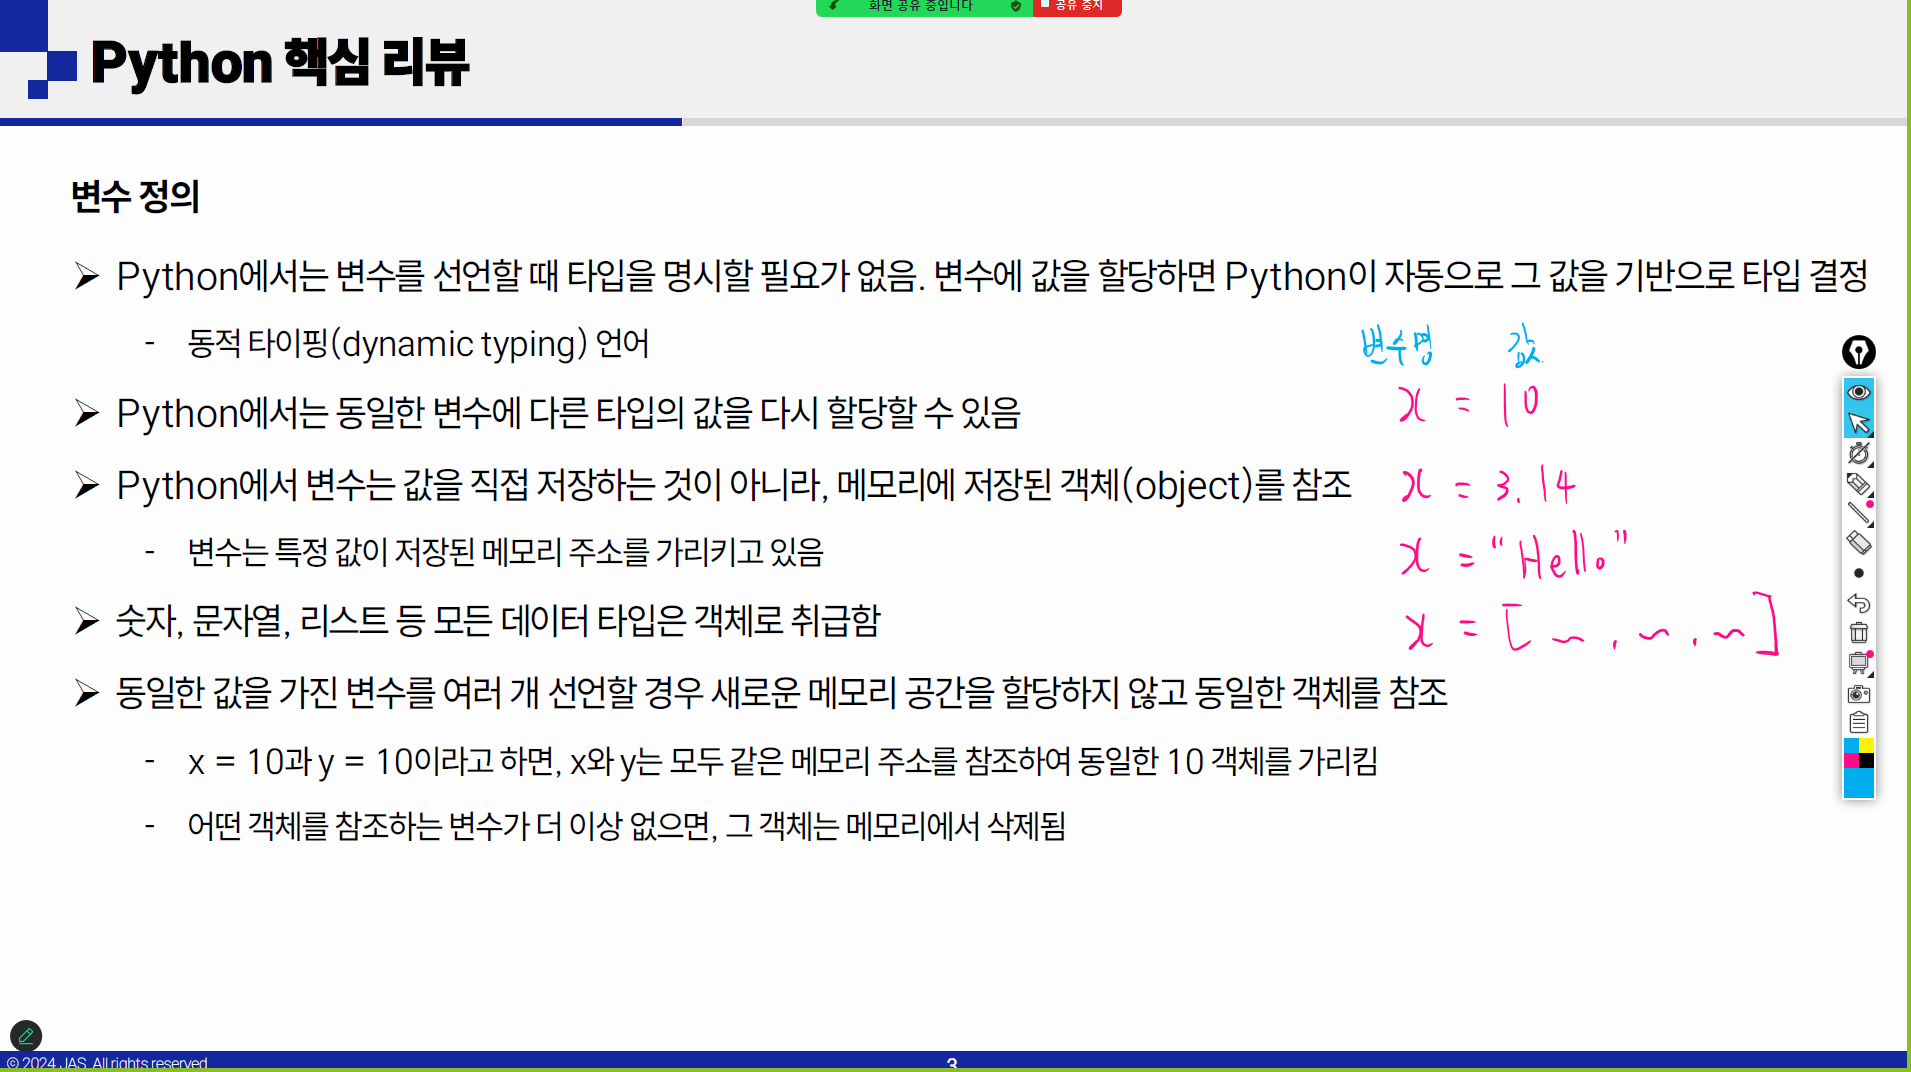 화면 공유 중입니다 공유 중지
Python 핵심 리뷰
변수 정의
Python에서는 변수를 선언할 때 타입을 명시할 필요가 없음. 변수에 값을 할당하면 Python이 자동으로 그 값을 기반으로 타입 결정
- 동적 타이핑(dynamic typing) 언어
변수명 값
Python에서는 동일한 변수에 다른 타입의 값을 다시 할당할 수 있음
x = 10
Python에서 변수는 값을 직접 저장하는 것이 아니라, 메모리에 저장된 객체(object)를 참조
x = 3.14
- 변수는 특정 값이 저장된 메모리 주소를 가리키고 있음
x = "Hello"
숫자, 문자열, 리스트 등 모든 데이터 타입은 객체로 취급함
x = [ ~ , ~ , ~ ]
동일한 값을 가진 변수를 여러 개 선언할 경우 새로운 메모리 공간을 할당하지 않고 동일한 객체를 참조
- x = 10과 y = 10이라고 하면, x와 y는 모두 같은 메모리 주소를 참조하여 동일한 10 객체를 가리킴
- 어떤 객체를 참조하는 변수가 더 이상 없으면, 그 객체는 메모리에서 삭제됨
© 2024 JAS. All rights reserved
3